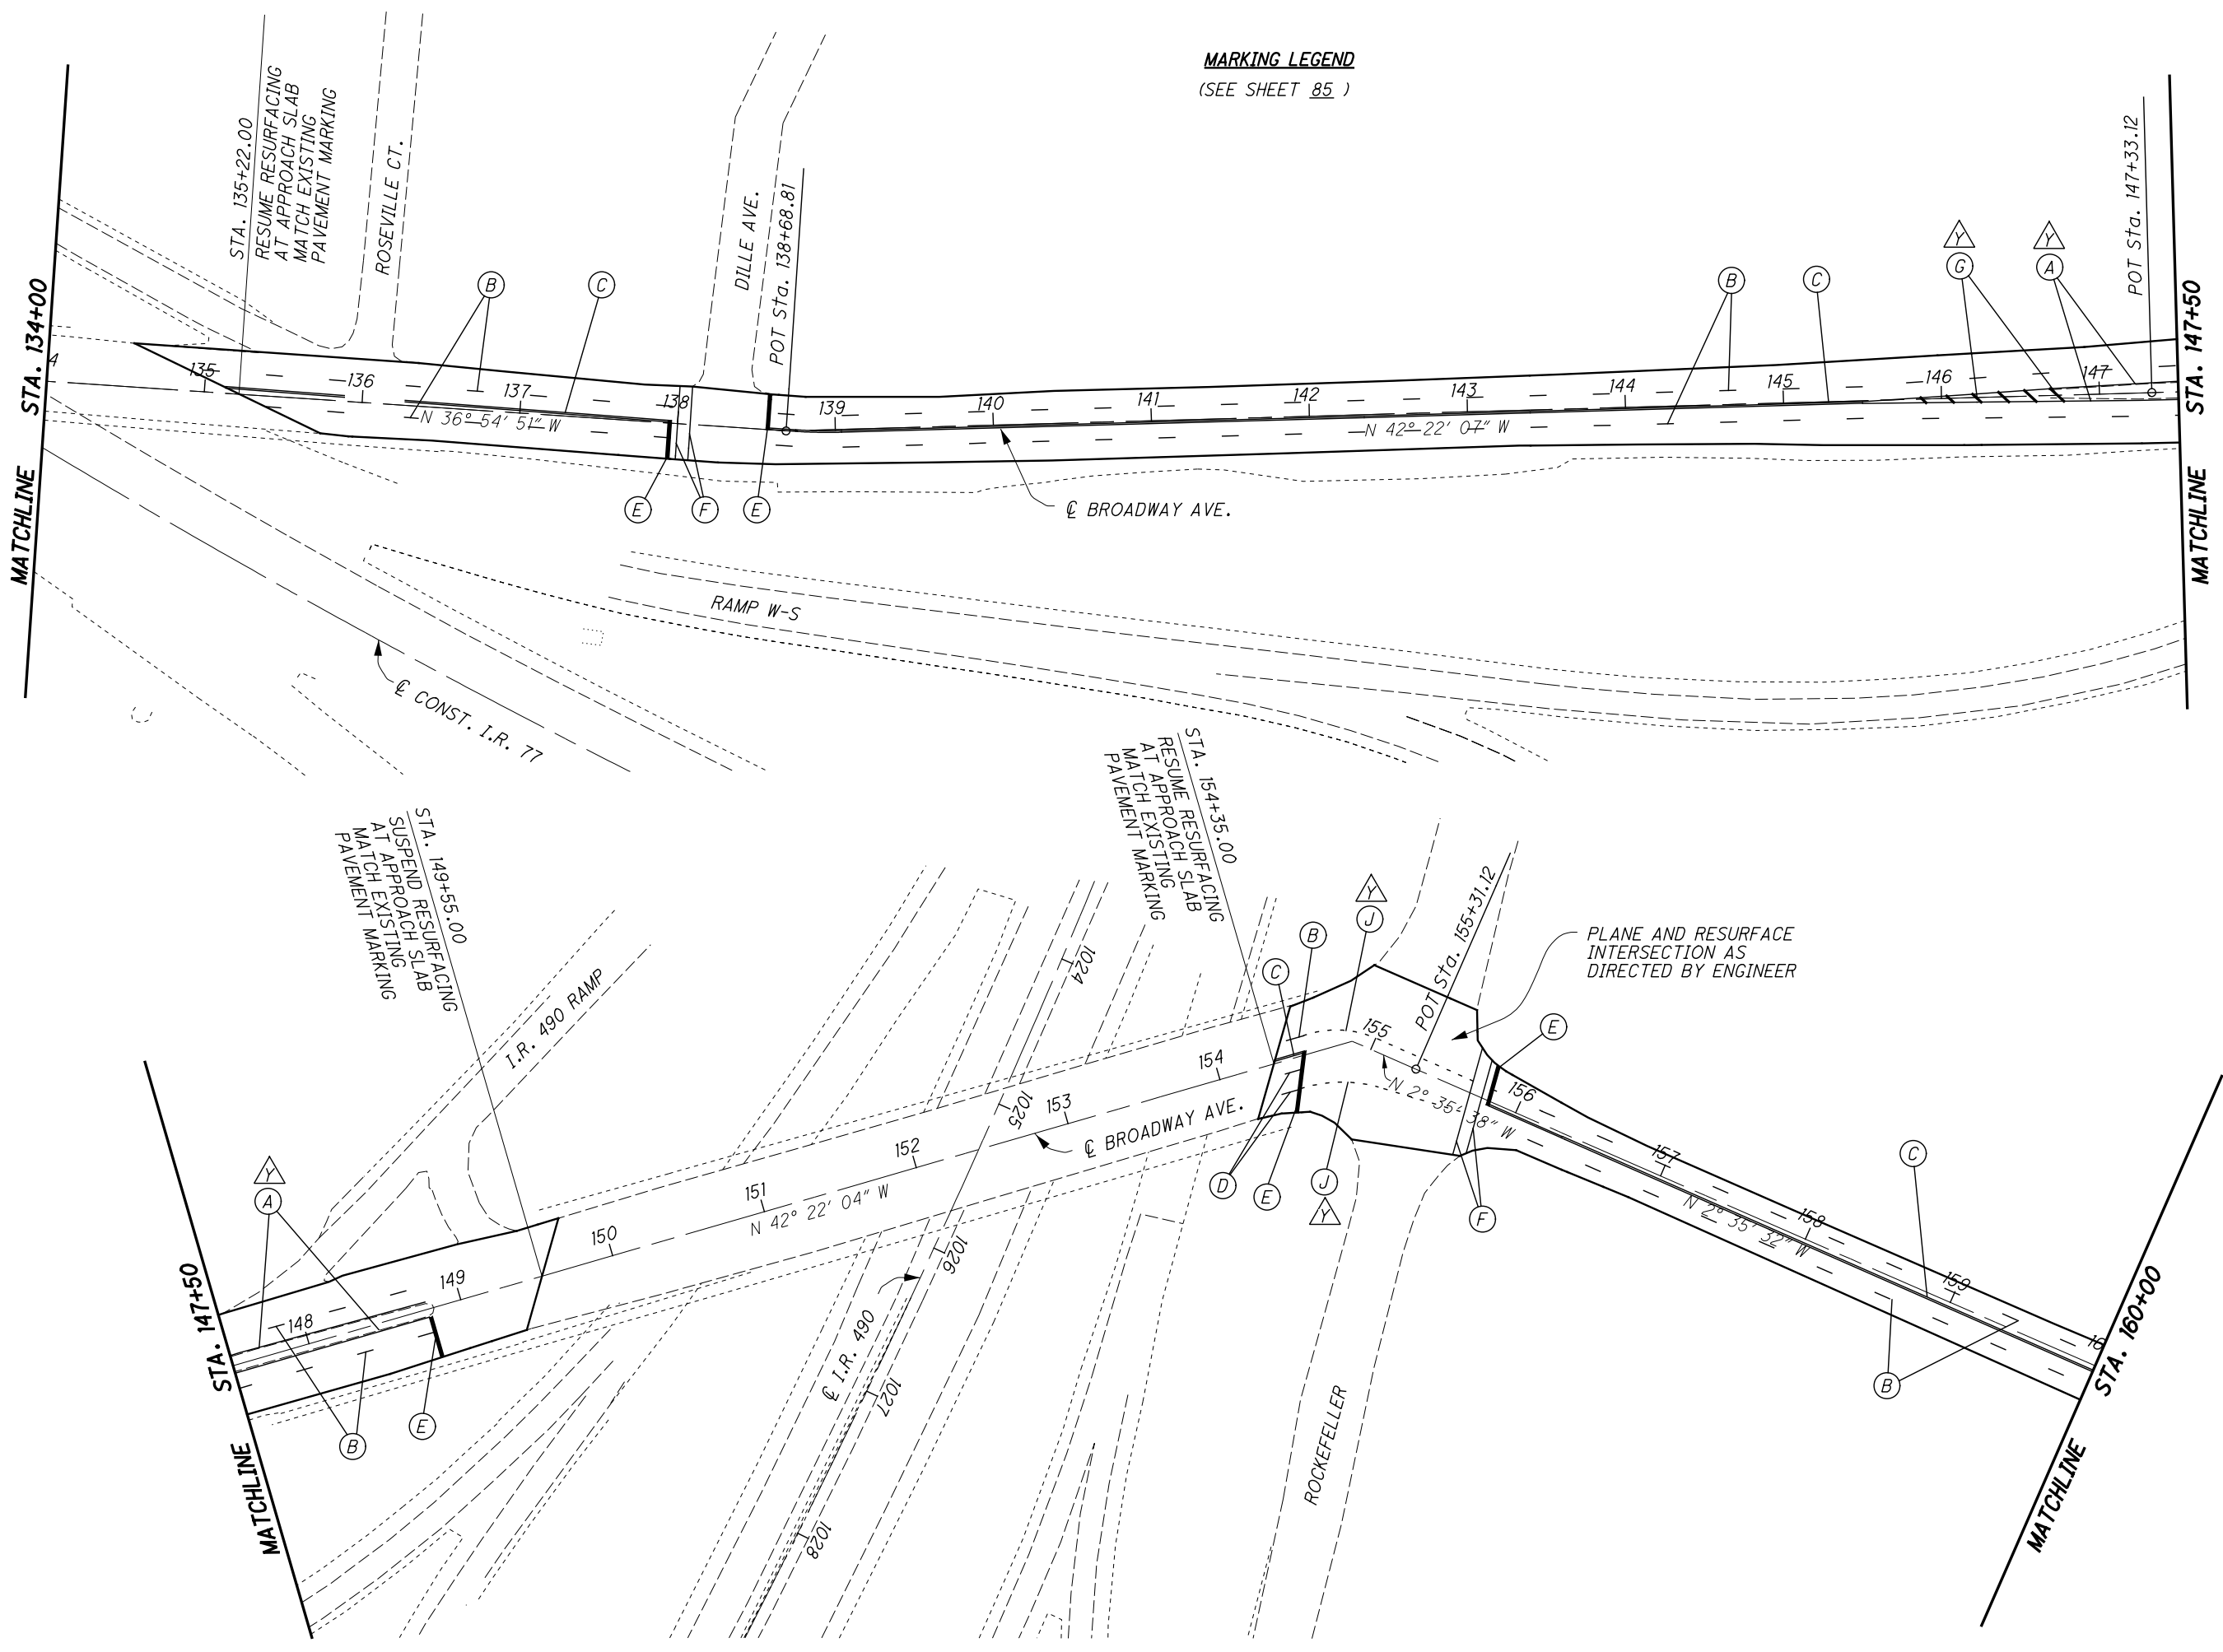 MARKING LEGEND
(SEE SHEET 85 )
STA. 135+22.00
RESUME RESURFACING
AT APPROACH SLAB
MATCH EXISTING
PAVEMENT MARKING
ROSEVILLE CT.
DILLE AVE.
POT Sta. 138+68.81
POT Sta. 147+33.12
STA. 134+00
MATCHLINE
STA. 147+50
MATCHLINE
B
C
B
C
Y
G
Y
A
4
135
136
137
138
139
140
141
142
143
144
145
146
147
N 36° 54' 51" W
N 42° 22' 07" W
E
F
E
℄ BROADWAY AVE.
RAMP W-S
℄ CONST. I.R. 77
STA. 149+55.00
SUSPEND RESURFACING
AT APPROACH SLAB
MATCH EXISTING
PAVEMENT MARKING
STA. 154+35.00
RESUME RESURFACING
AT APPROACH SLAB
MATCH EXISTING
PAVEMENT MARKING
I.R. 490 RAMP
Y
J
B
C
POT Sta. 155+31.12
PLANE AND RESURFACE
INTERSECTION AS
DIRECTED BY ENGINEER
E
1024
1025
1026
1027
1028
148
149
150
151
152
153
154
155
156
157
158
159
16
N 42° 22' 04" W
℄ BROADWAY AVE.
N 2° 35' 38" W
N 2° 35' 32" W
Y
A
B
E
D
E
J
Y
F
C
B
℄ I.R. 490
ROCKEFELLER
STA. 147+50
MATCHLINE
STA. 160+00
MATCHLINE